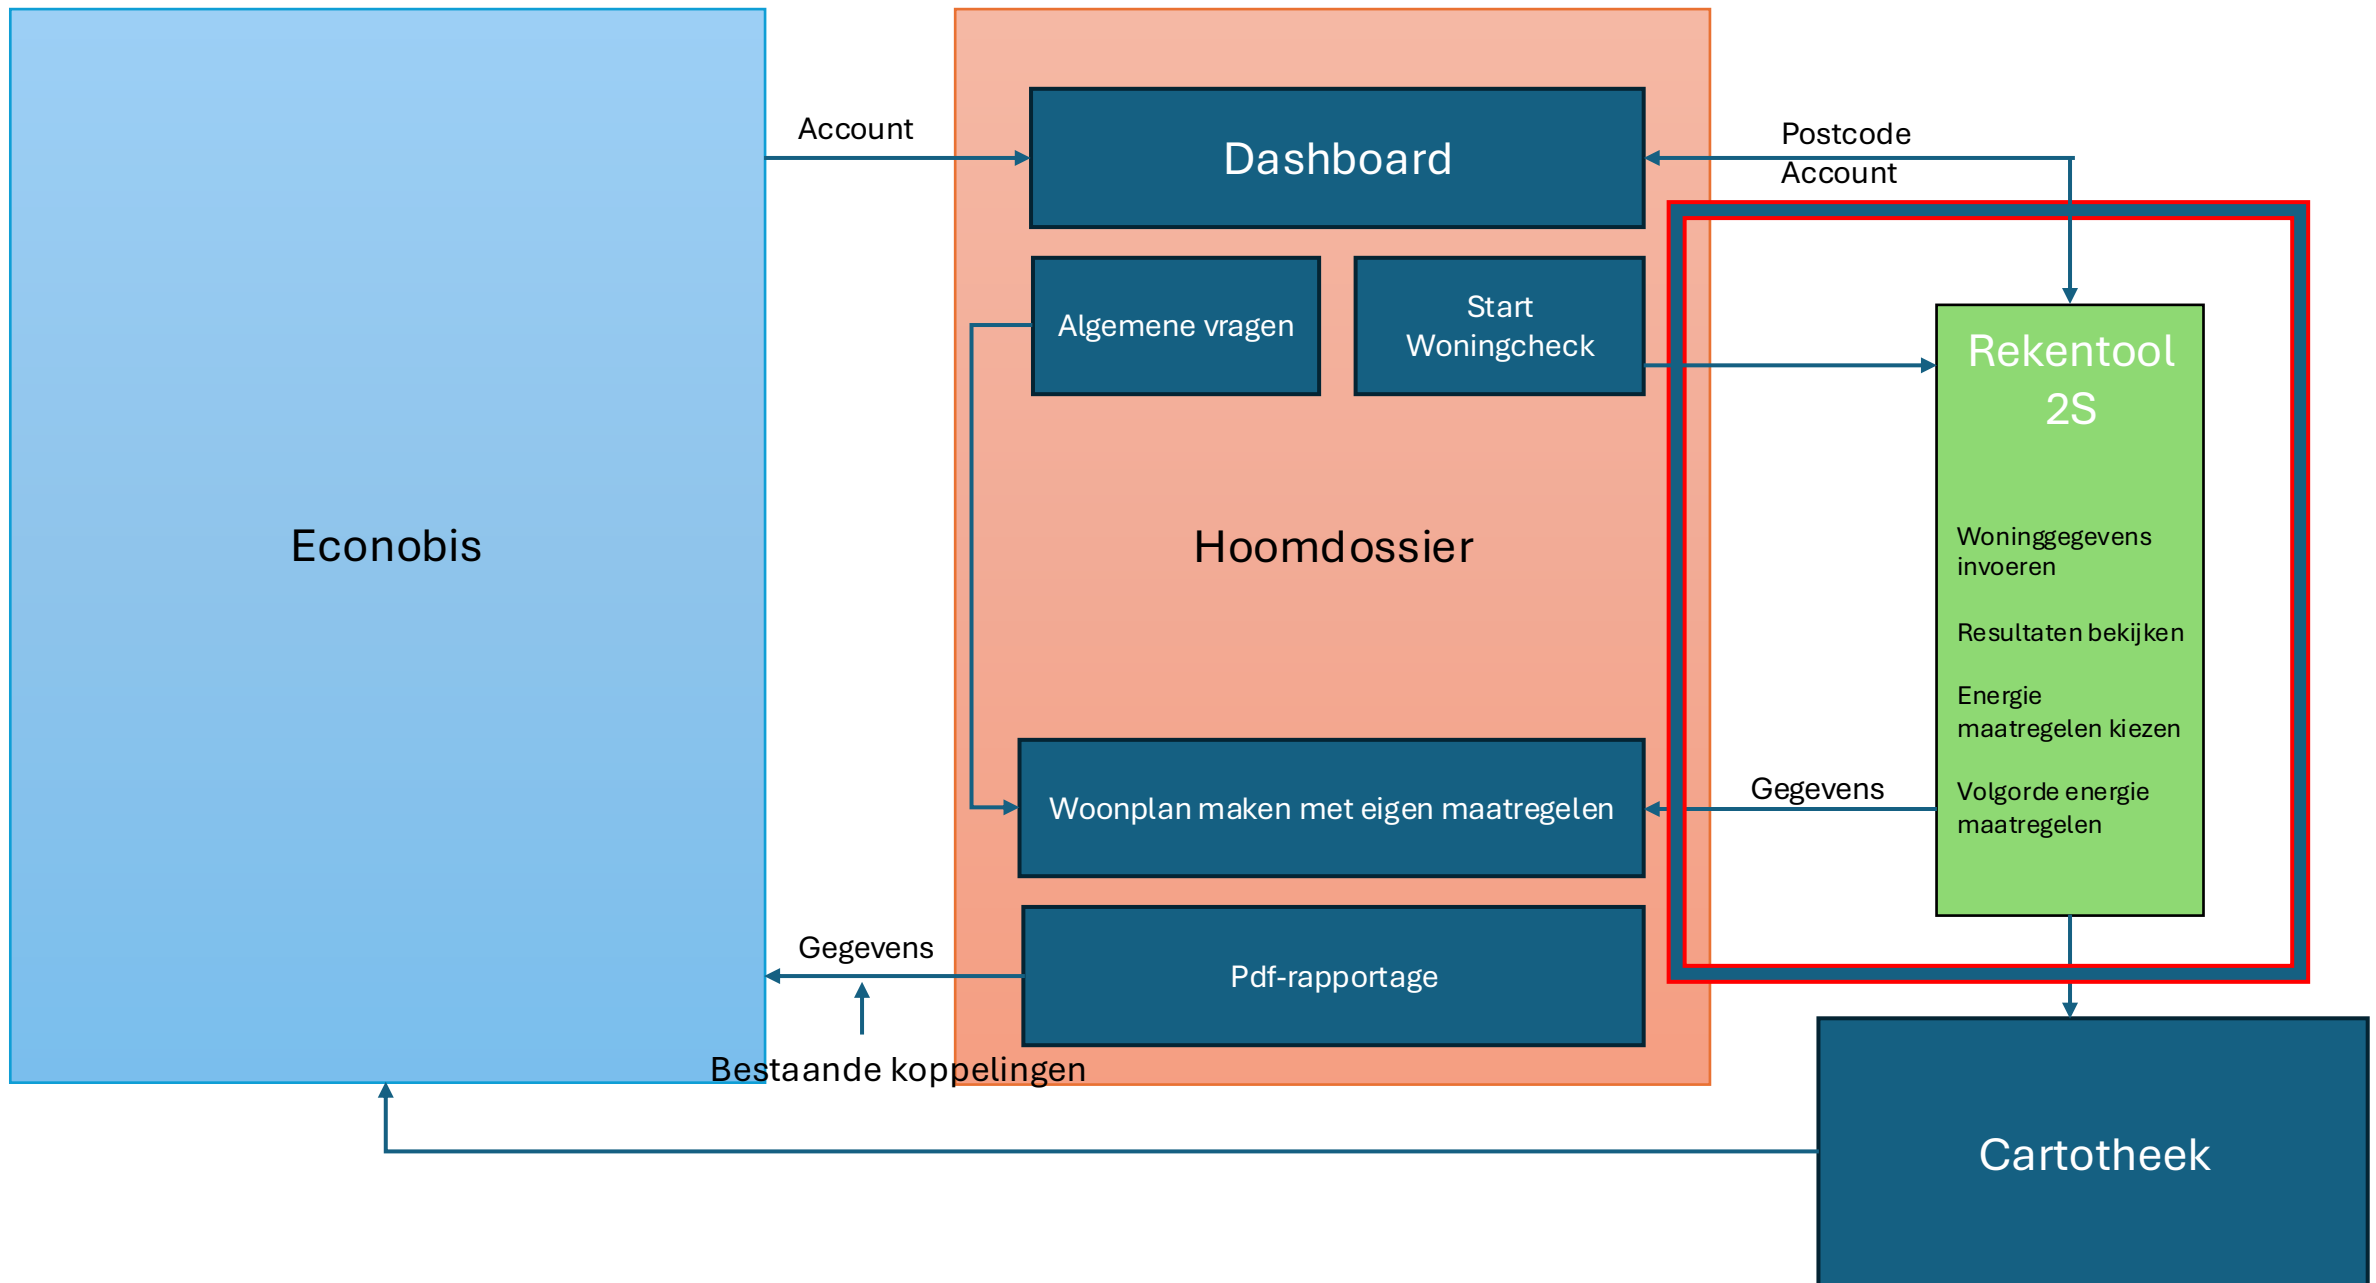 Account
Dashboard
Postcode
Account
Algemene vragen
Start
Woningcheck
Rekentool
2S
Econobis
Hoomdossier
Woninggegevens
invoeren
Resultaten bekijken
Energie
maatregelen kiezen
Volgorde energie
maatregelen
Gegevens
Woonplan maken met eigen maatregelen
Gegevens
Pdf-rapportage
Bestaande koppelingen
Cartotheek